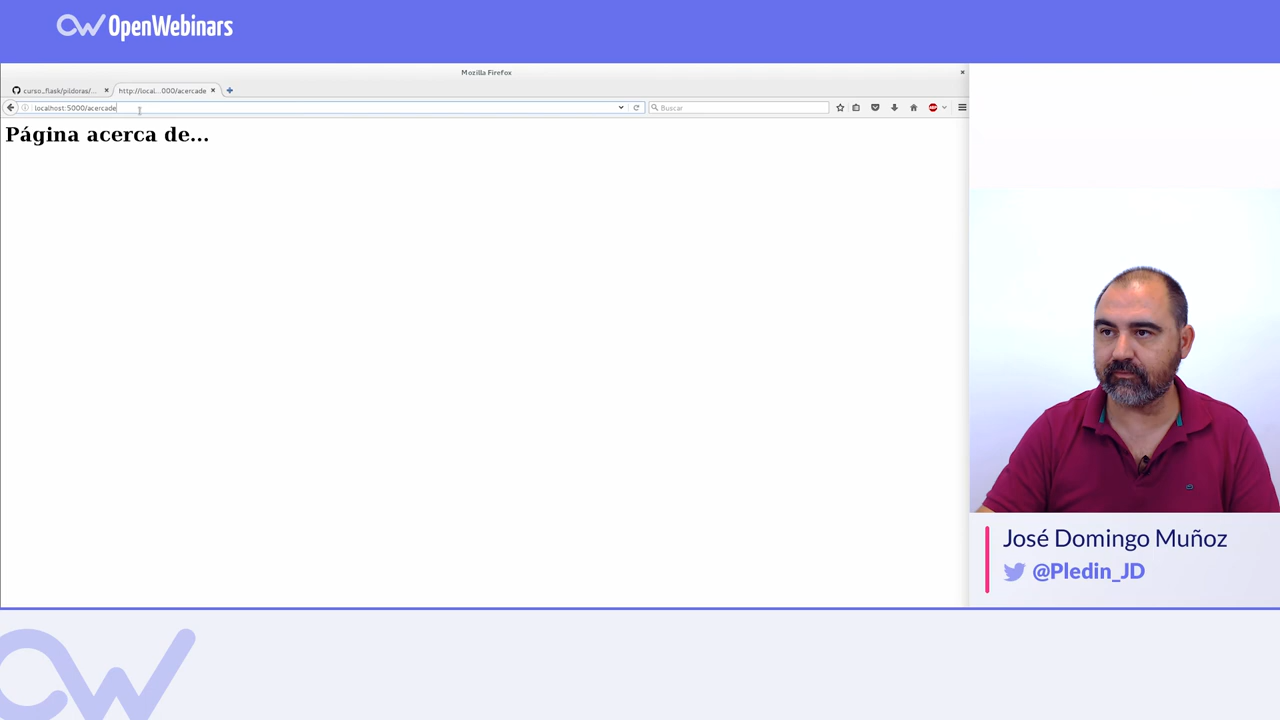 OpenWebinars
Mozilla Firefox
curso_flask/pildoras/...
http://local...000/acercade
localhost:5000/acercade
Buscar
Página acerca de...
José Domingo Muñoz
@Pledin_JD